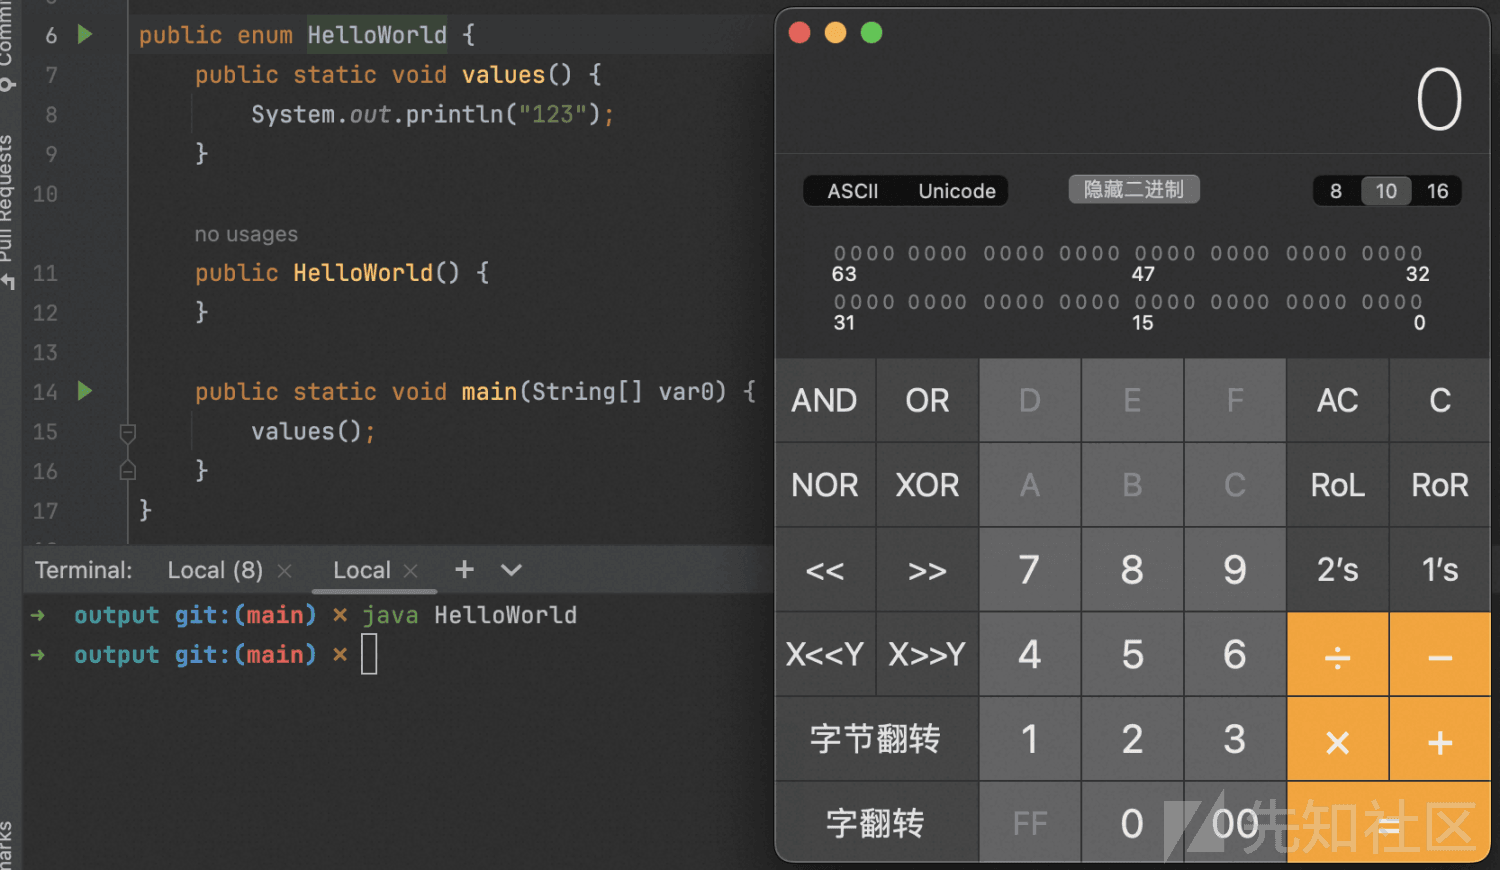 Commi
Pull Requests
marks
6 public enum HelloWorld {
7 public static void values() {
8 System.out.println("123");
9 }
10
no usages
11 public HelloWorld() {
12 }
13
14 public static void main(String[] var0) {
15 values();
16 }
17 }
Terminal: Local (8) × Local × +
→ output git:(main) × java HelloWorld
→ output git:(main) ×
0
ASCII Unicode 隐藏二进制 8 10 16
0000 0000 0000 0000 0000 0000 0000 0000
63 47 32
0000 0000 0000 0000 0000 0000 0000 0000
31 15 0
AND OR D E F AC C
NOR XOR A B C RoL RoR
<< >> 7 8 9 2's 1's
X<<Y X>>Y 4 5 6 ÷ −
字节翻转 1 2 3 × +
字翻转 FF 0 00 =
先知社区